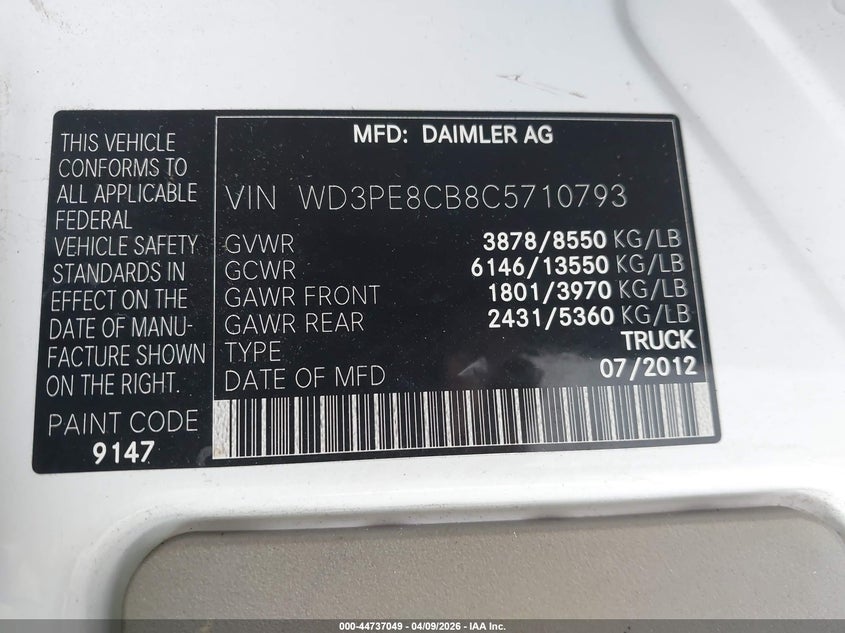 THIS VEHICLE
CONFORMS TO
ALL APPLICABLE
FEDERAL
VEHICLE SAFETY
STANDARDS IN
EFFECT ON THE
DATE OF MANU-
FACTURE SHOWN
ON THE RIGHT.
PAINT CODE
9147
MFD: DAIMLER AG
VIN WD3PE8CB8C5710793
GVWR 3878/8550 KG/LB
GCWR 6146/13550 KG/LB
GAWR FRONT 1801/3970 KG/LB
GAWR REAR 2431/5360 KG/LB
TYPE TRUCK
DATE OF MFD 07/2012
000-44737049 | 04/09/2026 | IAA Inc.